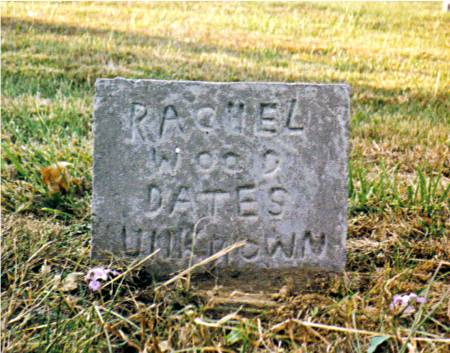 RACHEL
WOOD
DATES
UNKNOWN